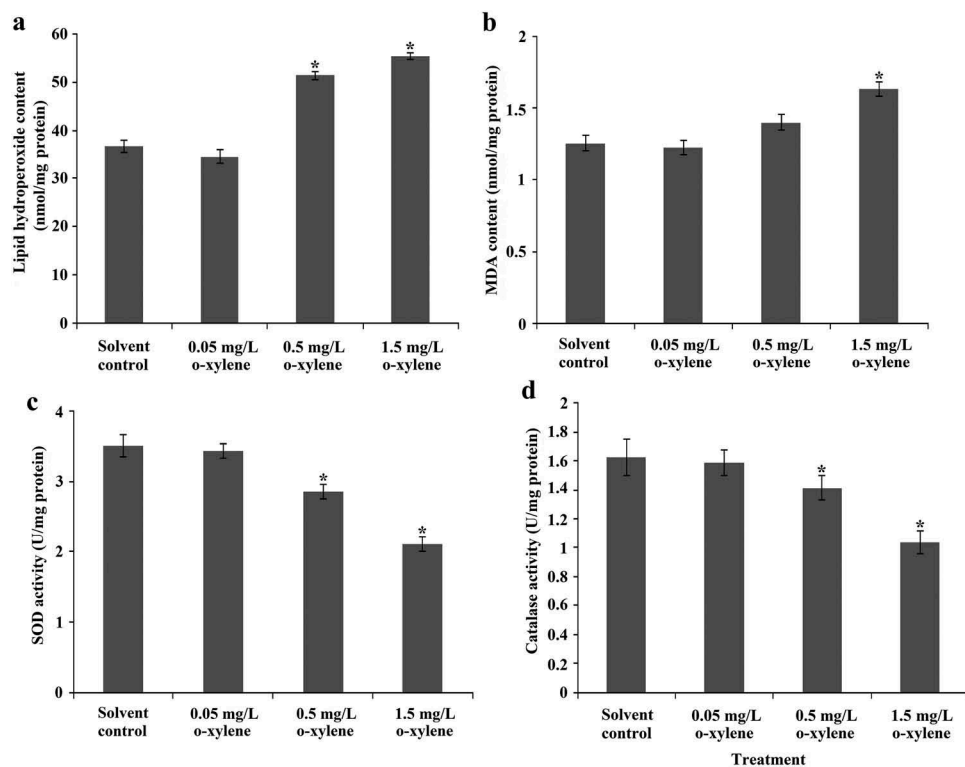 a
Lipid hydroperoxide content
(nmol/mg protein)
60
50
40
30
20
10
0
*
*
Solvent
control
0.05 mg/L
o-xylene
0.5 mg/L
o-xylene
1.5 mg/L
o-xylene
b
MDA content (nmol/mg protein)
2
1.5
1
0.5
0
*
Solvent
control
0.05 mg/L
o-xylene
0.5 mg/L
o-xylene
1.5 mg/L
o-xylene
c
SOD activity (U/mg protein)
4
3
2
1
0
*
*
Solvent
control
0.05 mg/L
o-xylene
0.5 mg/L
o-xylene
1.5 mg/L
o-xylene
d
Catalase activity (U/mg protein)
2
1.8
1.6
1.4
1.2
1
0.8
0.6
0.4
0.2
0
*
*
Solvent
control
0.05 mg/L
o-xylene
0.5 mg/L
o-xylene
1.5 mg/L
o-xylene
Treatment